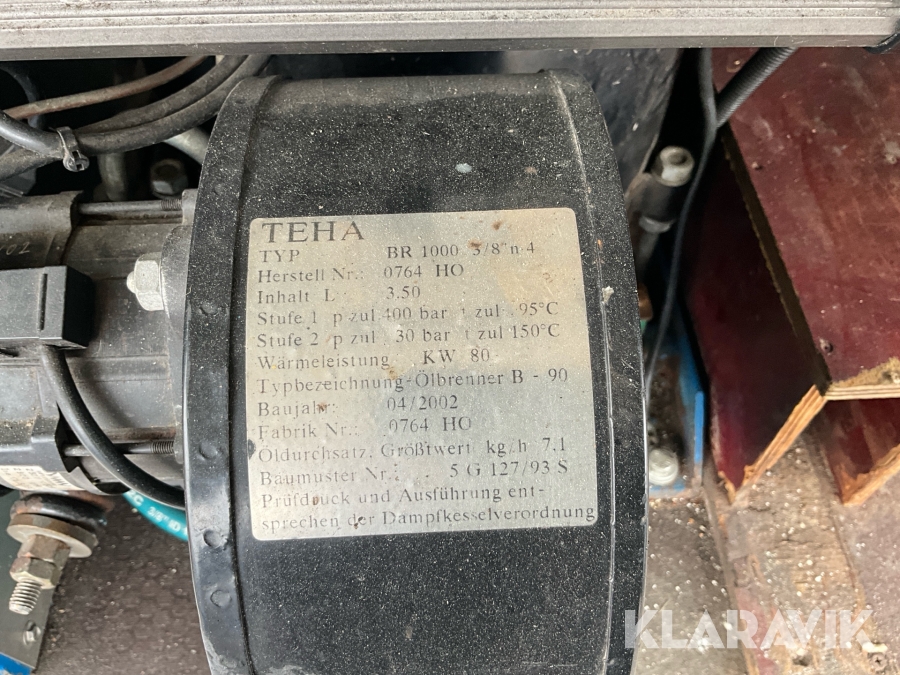 TEHA
TYP BR 1000 3/8"n 4
Herstell Nr.: 0764 HO
Inhalt L 3.50
Stufe 1 p zul.400 bar t zul .95°C
Stufe 2 p zul . 30 bar t zul 150°C
Wärmeleistung KW 80
Typbezeichnung-Ölbrenner B - 90
Baujahr: 04/2002
Fabrik Nr.: 0764 HO
Öldurchsatz. Größtwert kg/h 7.1
Baumuster Nr.: 5 G 127/93 S
Prüfdruck und Ausführung ent-
sprechen der Dampfkesselverordnung
KLARAVIK